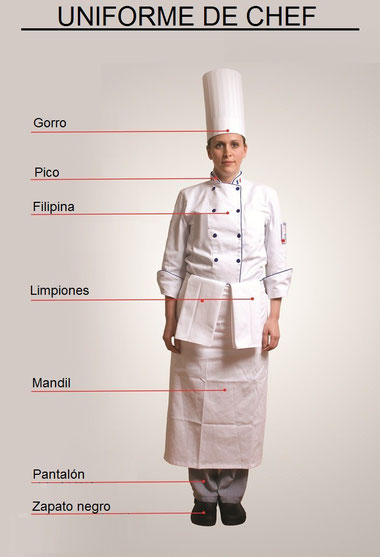 UNIFORME DE CHEF
Gorro
Pico
Filipina
Limpiones
Mandil
Pantalón
Zapato negro